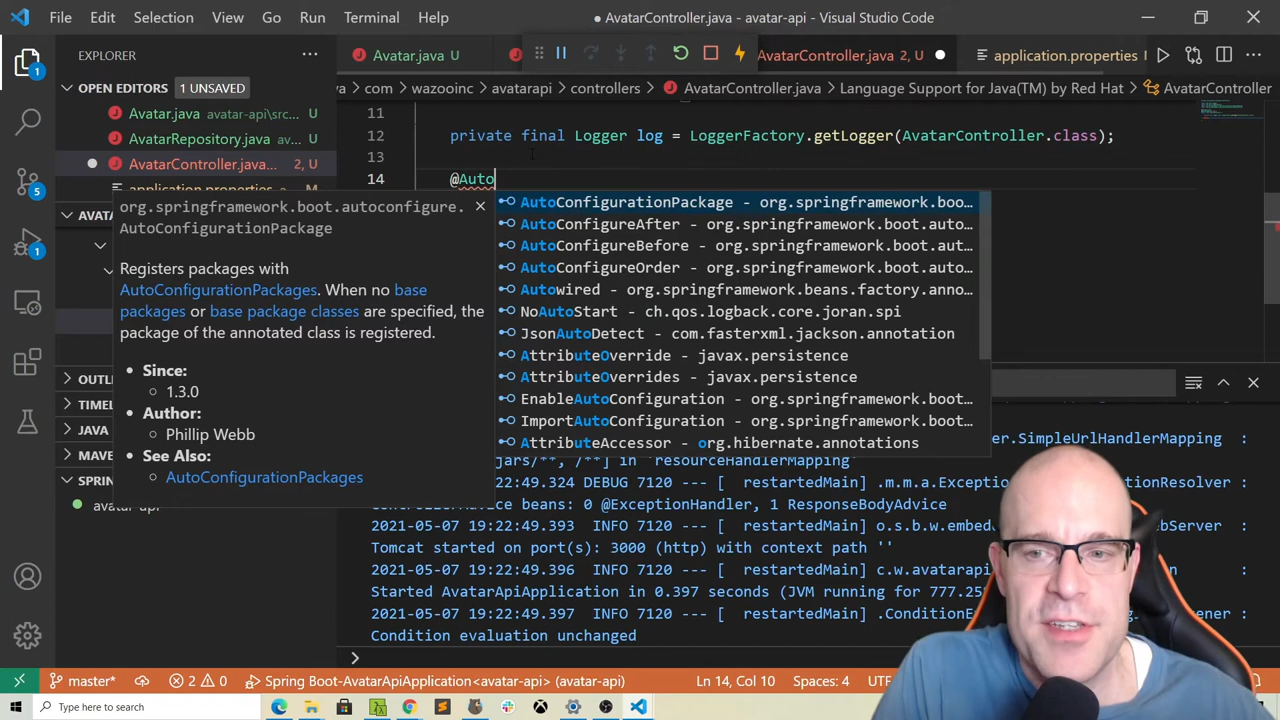 File Edit Selection View Go Run Terminal Help
● AvatarController.java - avatar-api - Visual Studio Code
EXPLORER
Avatar.java U
AvatarController.java 2, U
application.properties
OPEN EDITORS 1 UNSAVED
/ com > wazooinc > avatarapi > controllers > AvatarController.java > Language Support for Java(TM) by Red Hat > AvatarController
Avatar.java avatar-api\src... U
AvatarRepository.java U
AvatarController.java... 2, U
application.properties M
AVATA
11
12 private final Logger log = LoggerFactory.getLogger(AvatarController.class);
13
14 @Auto
org.springframework.boot.autoconfigure.
AutoConfigurationPackage
Registers packages with
AutoConfigurationPackages. When no base
packages or base package classes are specified, the
package of the annotated class is registered.
• Since:
1.3.0
• Author:
Phillip Webb
• See Also:
AutoConfigurationPackages
AutoConfigurationPackage - org.springframework.boo…
AutoConfigureAfter - org.springframework.boot.auto…
AutoConfigureBefore - org.springframework.boot.aut…
AutoConfigureOrder - org.springframework.boot.auto…
Autowired - org.springframework.beans.factory.anno…
NoAutoStart - ch.qos.logback.core.joran.spi
JsonAutoDetect - com.fasterxml.jackson.annotation
AttributeOverride - javax.persistence
AttributeOverrides - javax.persistence
EnableAutoConfiguration - org.springframework.boot…
ImportAutoConfiguration - org.springframework.boot…
AttributeAccessor - org.hibernate.annotations
OUTL
TIMEL
JAVA
MAVE
SPRIN
avatar-api
er.SimpleUrlHandlerMapping :
jars/**, /**] in 'resourceHandlerMapping'
.324 DEBUG 7120 --- [ restartedMain] .m.m.a.Excep tionResolver :
ControllerAdvice beans: 0 @ExceptionHandler, 1 ResponseBodyAdvice
2021-05-07 19:22:49.393 INFO 7120 --- [ restartedMain] o.s.b.w.embed WebServer :
Tomcat started on port(s): 3000 (http) with context path ''
2021-05-07 19:22:49.396 INFO 7120 --- [ restartedMain] c.w.avatarapi :
Started AvatarApiApplication in 0.397 seconds (JVM running for 777.25
2021-05-07 19:22:49.397 INFO 7120 --- [ restartedMain] .ConditionE :
Condition evaluation unchanged
master* 2 0 Spring Boot-AvatarApiApplication<avatar-api> (avatar-api) Ln 14, Col 10 Spaces: 4
Type here to search